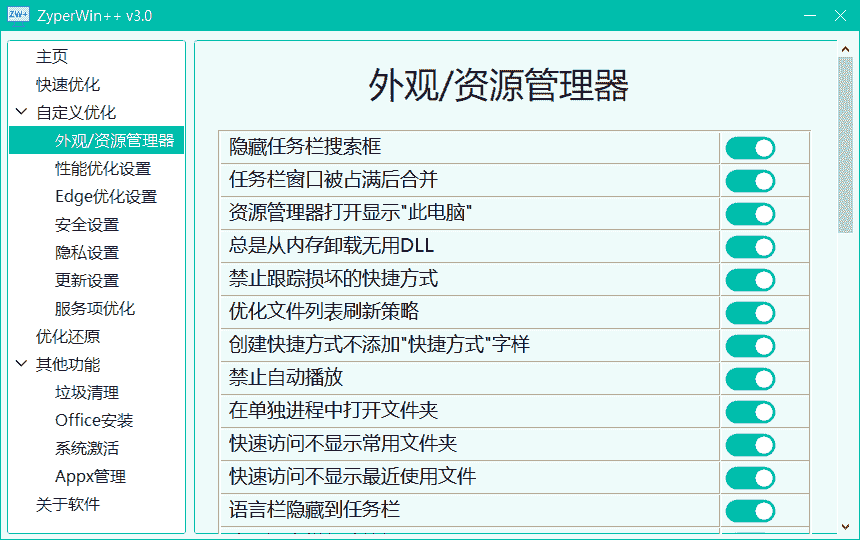 ZW+ ZyperWin++ v3.0
主页
快速优化
自定义优化
外观/资源管理器
性能优化设置
Edge优化设置
安全设置
隐私设置
更新设置
服务项优化
优化还原
其他功能
垃圾清理
Office安装
系统激活
Appx管理
关于软件
外观/资源管理器
隐藏任务栏搜索框
任务栏窗口被占满后合并
资源管理器打开显示"此电脑"
总是从内存卸载无用DLL
禁止跟踪损坏的快捷方式
优化文件列表刷新策略
创建快捷方式不添加"快捷方式"字样
禁止自动播放
在单独进程中打开文件夹
快速访问不显示常用文件夹
快速访问不显示最近使用文件
语言栏隐藏到任务栏